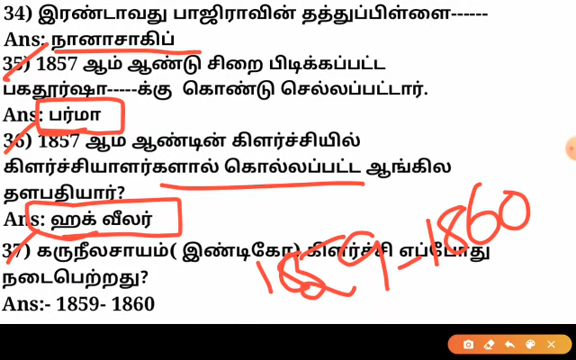 34) இரண்டாவது பாஜிராவின் தத்துப்பிள்ளை------
Ans: நானாசாகிப்
35) 1857 ஆம் ஆண்டு சிறை பிடிக்கப்பட்ட
பகதூர்ஷா-----க்கு கொண்டு செல்லப்பட்டார்.
Ans: பர்மா
36) 1857 ஆம் ஆண்டின் கிளர்ச்சியில்
கிளர்ச்சியாளர்களால் கொல்லப்பட்ட ஆங்கில
தளபதியார்?
Ans: ஹக் வீலர்
37) கருநீலசாயம்( இண்டிகோ) கிளர்ச்சி எப்போது
நடைபெற்றது?
1859-1860
Ans:- 1859- 1860